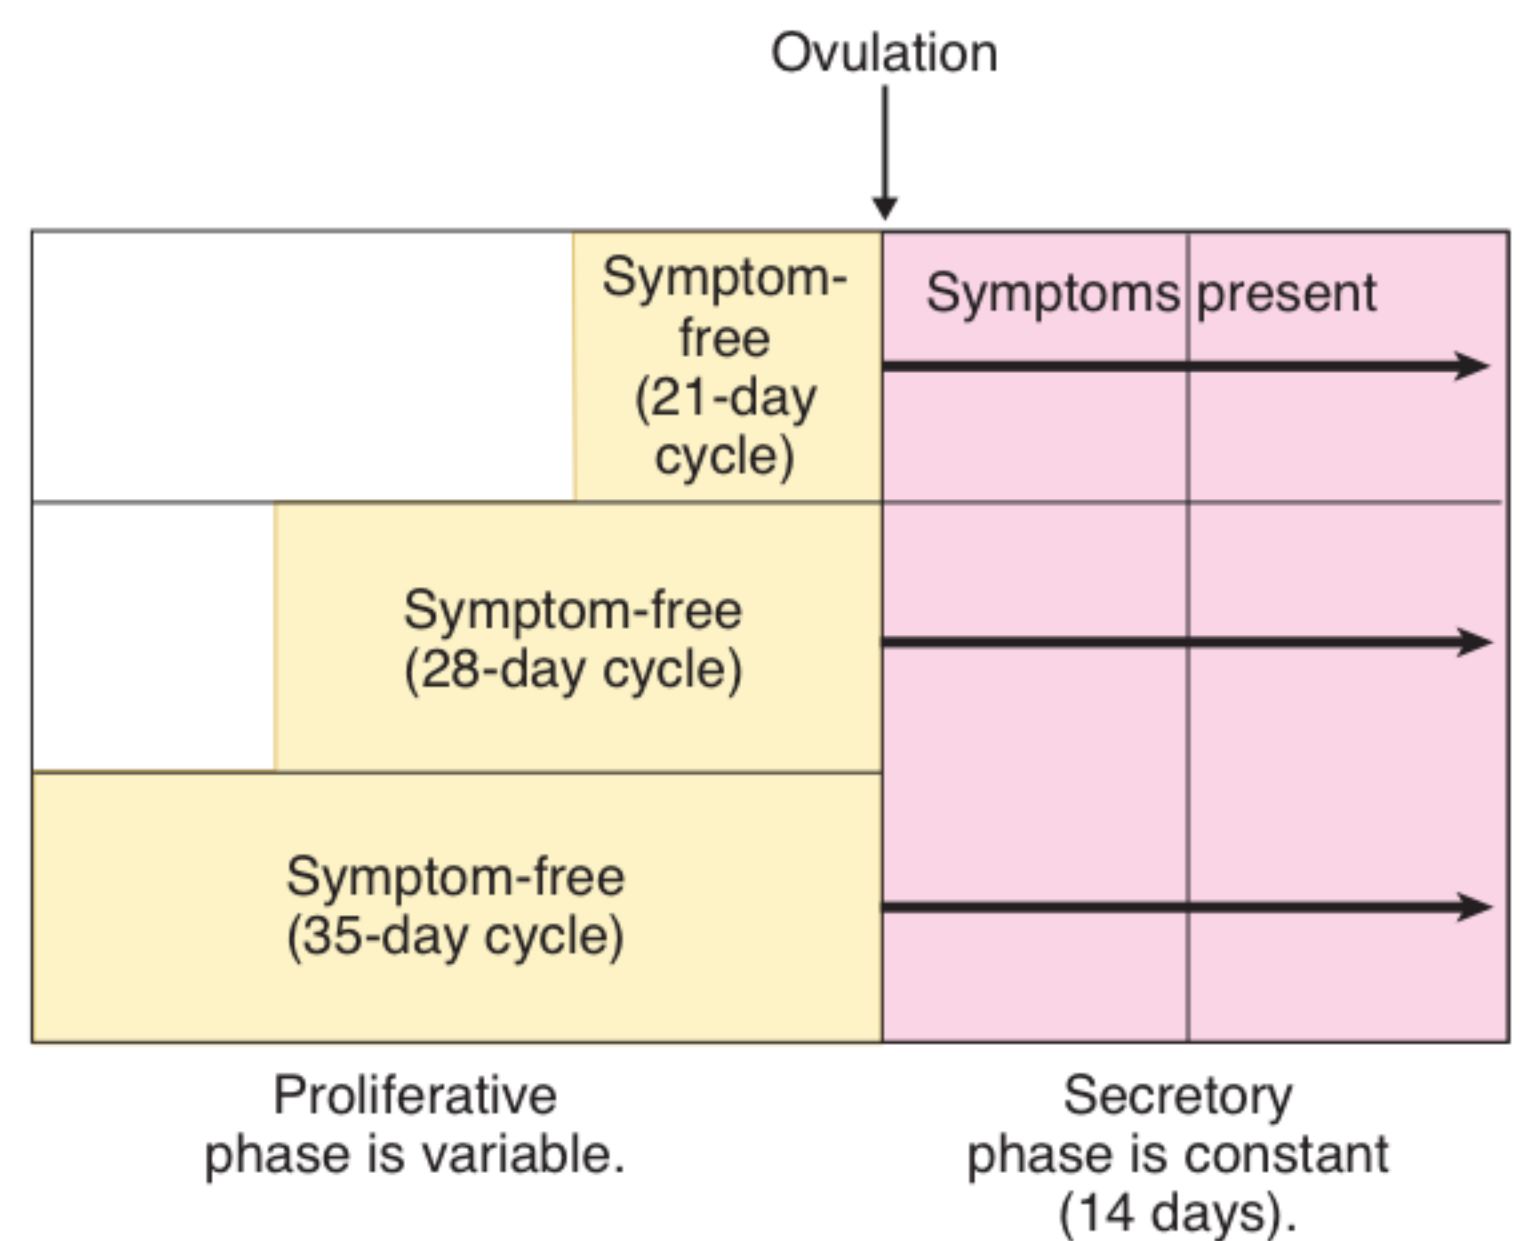 Ovulation
Symptom-
free
(21-day
cycle)
Symptoms present
Symptom-free
(28-day cycle)
Symptom-free
(35-day cycle)
Proliferative
phase is variable.
Secretory
phase is constant
(14 days).